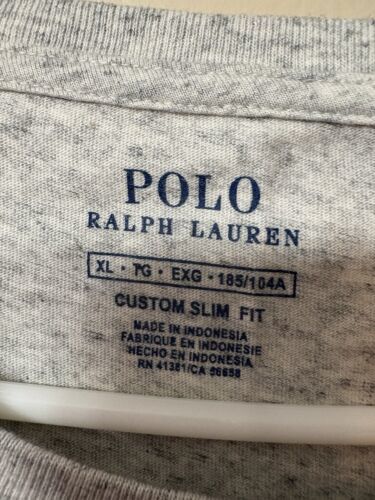 POLO
RALPH LAUREN
XL • TG • EXG • 185/104A
CUSTOM SLIM FIT
MADE IN INDONESIA
FABRIQUE EN INDONESIE
HECHO EN INDONESIA
RN 41381/CA 56658